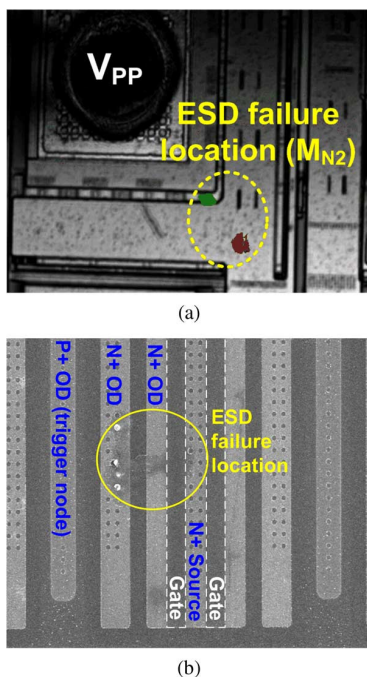 VPP
ESD failure
location (MN2)
(a)
P+ OD (trigger node)
N+ OD
N+ OD
ESD
failure
location
N+ Source
Gate
Gate
(b)